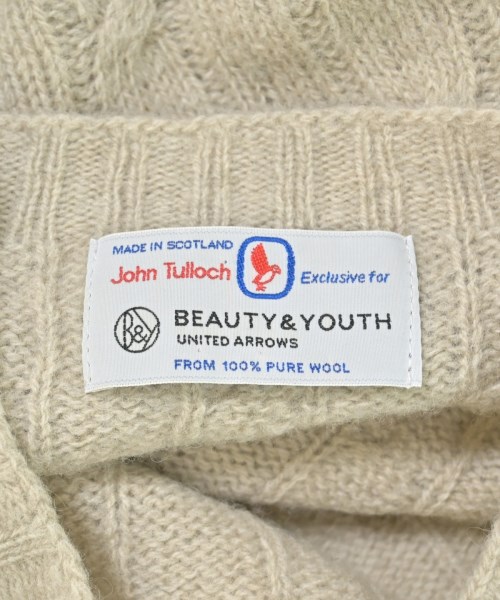 MADE IN SCOTLAND
John Tulloch
Exclusive for
B&Y
BEAUTY&YOUTH
UNITED ARROWS
FROM 100% PURE WOOL